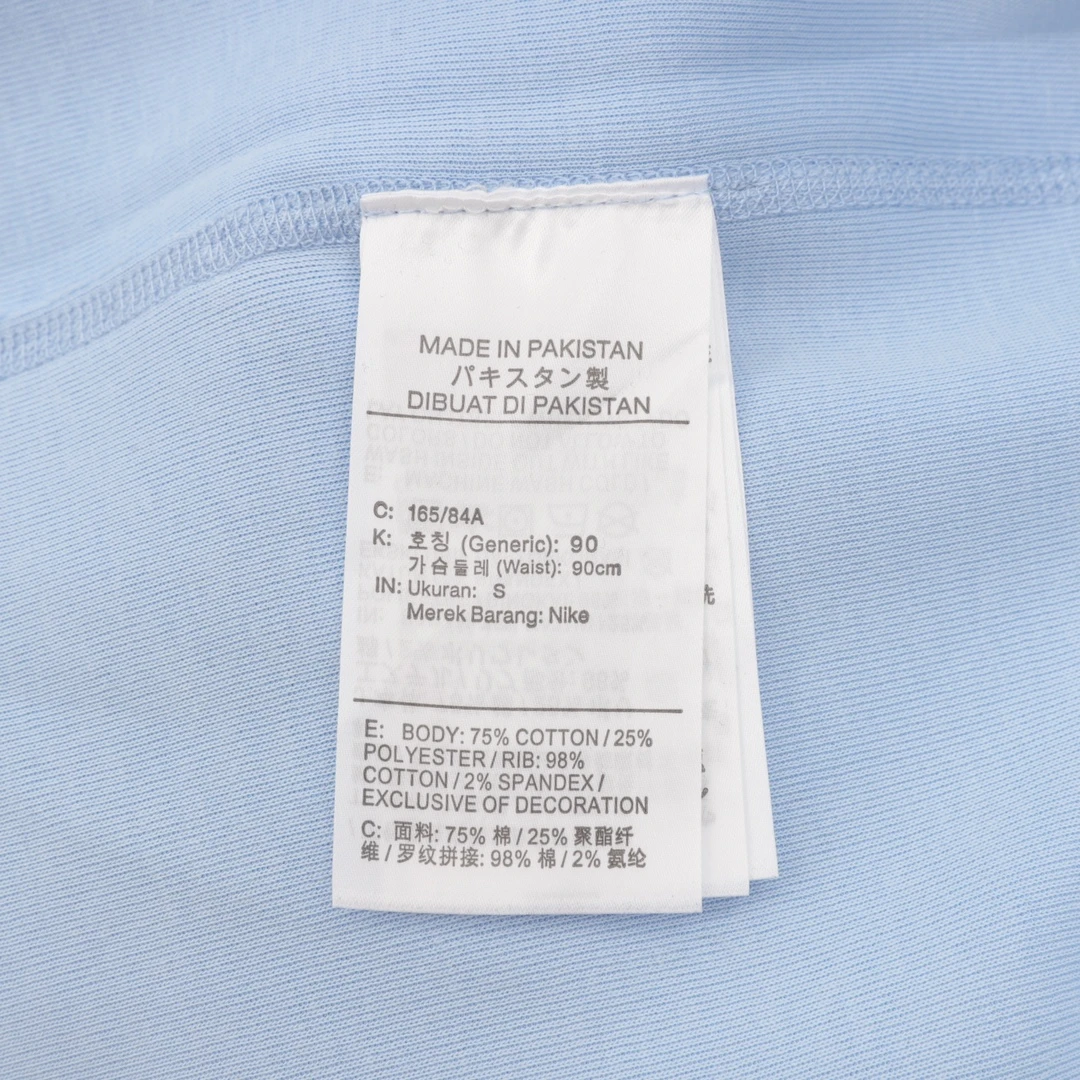 MADE IN PAKISTAN
パキスタン製
DIBUAT DI PAKISTAN
C: 165/84A
K: 호칭 (Generic): 90
가슴둘레 (Waist): 90cm
IN: Ukuran: S
Merek Barang: Nike
E: BODY: 75% COTTON / 25%
POLYESTER / RIB: 98%
COTTON / 2% SPANDEX /
EXCLUSIVE OF DECORATION
C: 面料: 75% 棉 / 25% 聚酯纤
维 / 罗纹拼接: 98% 棉 / 2% 氨纶